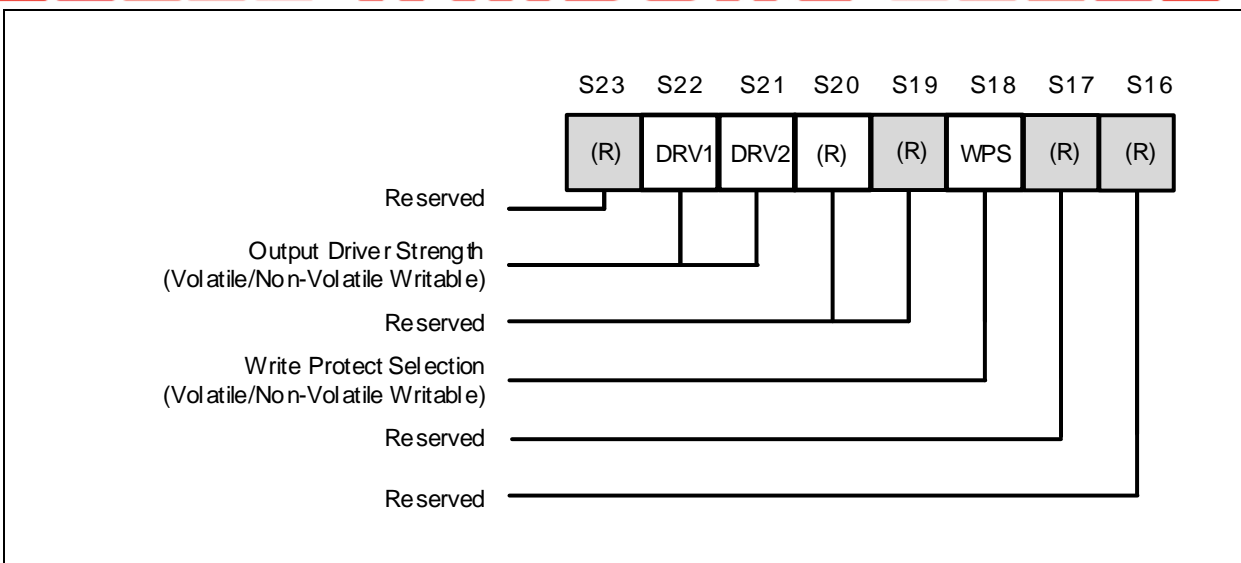 S23 S22 S21 S20 S19 S18 S17 S16
(R) DRV1 DRV2 (R) (R) WPS (R) (R)
Reserved
Output Driver Strength
(Volatile/Non-Volatile Writable)
Reserved
Write Protect Selection
(Volatile/Non-Volatile Writable)
Reserved
Reserved